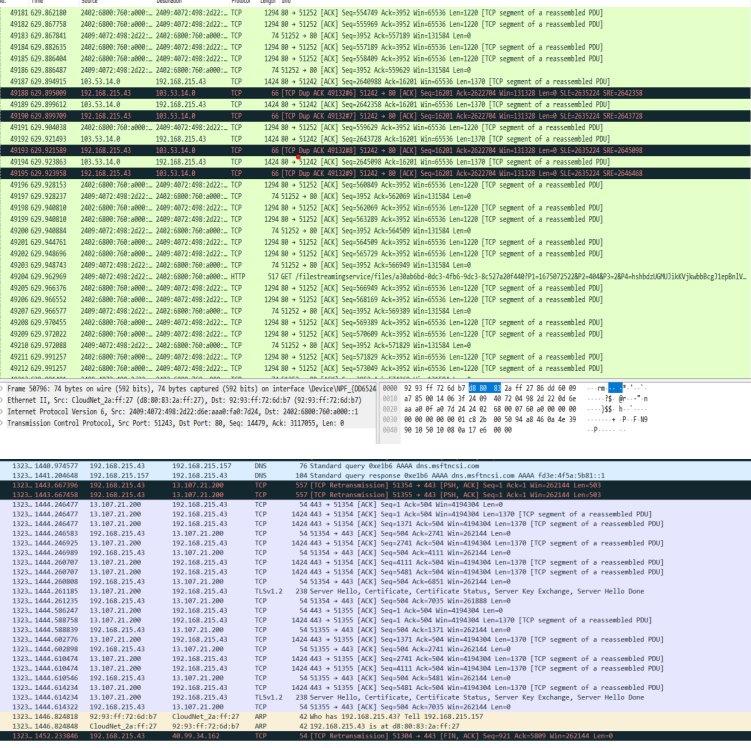 No. Time Source Destination Protocol Length Info
49181 629.862180 2402:6800:760:a000:… 2409:4072:498:2d22:… TCP 1294 80 → 51252 [ACK] Seq=554749 Ack=3952 Win=65536 Len=1220 [TCP segment of a reassembled PDU]
49182 629.867758 2402:6800:760:a000:… 2409:4072:498:2d22:… TCP 1294 80 → 51252 [ACK] Seq=555969 Ack=3952 Win=65536 Len=1220 [TCP segment of a reassembled PDU]
49183 629.867841 2409:4072:498:2d22:… 2402:6800:760:a000:… TCP 74 51252 → 80 [ACK] Seq=3952 Ack=557189 Win=131584 Len=0
49184 629.882635 2402:6800:760:a000:… 2409:4072:498:2d22:… TCP 1294 80 → 51252 [ACK] Seq=557189 Ack=3952 Win=65536 Len=1220 [TCP segment of a reassembled PDU]
49185 629.886404 2402:6800:760:a000:… 2409:4072:498:2d22:… TCP 1294 80 → 51252 [ACK] Seq=558409 Ack=3952 Win=65536 Len=1220 [TCP segment of a reassembled PDU]
49186 629.886487 2409:4072:498:2d22:… 2402:6800:760:a000:… TCP 74 51252 → 80 [ACK] Seq=3952 Ack=559629 Win=131584 Len=0
49187 629.894915 103.53.14.0 192.168.215.43 TCP 1424 80 → 51242 [ACK] Seq=2640988 Ack=16201 Win=65536 Len=1370 [TCP segment of a reassembled PDU]
49188 629.895009 192.168.215.43 103.53.14.0 TCP 66 [TCP Dup ACK 49132#6] 51242 → 80 [ACK] Seq=16201 Ack=2622704 Win=131328 Len=0 SLE=2635224 SRE=2642358
49189 629.899612 103.53.14.0 192.168.215.43 TCP 1424 80 → 51242 [ACK] Seq=2642358 Ack=16201 Win=65536 Len=1370 [TCP segment of a reassembled PDU]
49190 629.899709 192.168.215.43 103.53.14.0 TCP 66 [TCP Dup ACK 49132#7] 51242 → 80 [ACK] Seq=16201 Ack=2622704 Win=131328 Len=0 SLE=2635224 SRE=2643728
49191 629.904038 2402:6800:760:a000:… 2409:4072:498:2d22:… TCP 1294 80 → 51252 [ACK] Seq=559629 Ack=3952 Win=65536 Len=1220 [TCP segment of a reassembled PDU]
49192 629.921493 103.53.14.0 192.168.215.43 TCP 1424 80 → 51242 [ACK] Seq=2643728 Ack=16201 Win=65536 Len=1370 [TCP segment of a reassembled PDU]
49193 629.921589 192.168.215.43 103.53.14.0 TCP 66 [TCP Dup ACK 49132#8] 51242 → 80 [ACK] Seq=16201 Ack=2622704 Win=131328 Len=0 SLE=2635224 SRE=2645098
49194 629.923863 103.53.14.0 192.168.215.43 TCP 1424 80 → 51242 [ACK] Seq=2645098 Ack=16201 Win=65536 Len=1370 [TCP segment of a reassembled PDU]
49195 629.923958 192.168.215.43 103.53.14.0 TCP 66 [TCP Dup ACK 49132#9] 51242 → 80 [ACK] Seq=16201 Ack=2622704 Win=131328 Len=0 SLE=2635224 SRE=2646468
49196 629.928153 2402:6800:760:a000:… 2409:4072:498:2d22:… TCP 1294 80 → 51252 [ACK] Seq=560849 Ack=3952 Win=65536 Len=1220 [TCP segment of a reassembled PDU]
49197 629.928237 2409:4072:498:2d22:… 2402:6800:760:a000:… TCP 74 51252 → 80 [ACK] Seq=3952 Ack=562069 Win=131584 Len=0
49198 629.940810 2402:6800:760:a000:… 2409:4072:498:2d22:… TCP 1294 80 → 51252 [ACK] Seq=562069 Ack=3952 Win=65536 Len=1220 [TCP segment of a reassembled PDU]
49199 629.940810 2402:6800:760:a000:… 2409:4072:498:2d22:… TCP 1294 80 → 51252 [ACK] Seq=563289 Ack=3952 Win=65536 Len=1220 [TCP segment of a reassembled PDU]
49200 629.940884 2409:4072:498:2d22:… 2402:6800:760:a000:… TCP 74 51252 → 80 [ACK] Seq=3952 Ack=564509 Win=131584 Len=0
49201 629.944761 2402:6800:760:a000:… 2409:4072:498:2d22:… TCP 1294 80 → 51252 [ACK] Seq=564509 Ack=3952 Win=65536 Len=1220 [TCP segment of a reassembled PDU]
49202 629.948696 2402:6800:760:a000:… 2409:4072:498:2d22:… TCP 1294 80 → 51252 [ACK] Seq=565729 Ack=3952 Win=65536 Len=1220 [TCP segment of a reassembled PDU]
49203 629.948743 2409:4072:498:2d22:… 2402:6800:760:a000:… TCP 74 51252 → 80 [ACK] Seq=3952 Ack=566949 Win=131584 Len=0
49204 629.962969 2409:4072:498:2d22:… 2402:6800:760:a000:… HTTP 517 GET
49205 629.966376 2402:6800:760:a000:… 2409:4072:498:2d22:… TCP 1294 80 → 51252 [ACK] Seq=566949 Ack=3952 Win=65536 Len=1220 [TCP segment of a reassembled PDU]
49206 629.966552 2402:6800:760:a000:… 2409:4072:498:2d22:… TCP 1294 80 → 51252 [ACK] Seq=568169 Ack=3952 Win=65536 Len=1220 [TCP segment of a reassembled PDU]
49207 629.966577 2409:4072:498:2d22:… 2402:6800:760:a000:… TCP 74 51252 → 80 [ACK] Seq=3952 Ack=569389 Win=131584 Len=0
49208 629.970455 2402:6800:760:a000:… 2409:4072:498:2d22:… TCP 1294 80 → 51252 [ACK] Seq=569389 Ack=3952 Win=65536 Len=1220 [TCP segment of a reassembled PDU]
49209 629.972022 2402:6800:760:a000:… 2409:4072:498:2d22:… TCP 1294 80 → 51252 [ACK] Seq=570609 Ack=3952 Win=65536 Len=1220 [TCP segment of a reassembled PDU]
49210 629.972088 2409:4072:498:2d22:… 2402:6800:760:a000:… TCP 74 51252 → 80 [ACK] Seq=3952 Ack=571829 Win=131584 Len=0
49211 629.991257 2402:6800:760:a000:… 2409:4072:498:2d22:… TCP 1294 80 → 51252 [ACK] Seq=571829 Ack=3952 Win=65536 Len=1220 [TCP segment of a reassembled PDU]
49212 629.991257 2402:6800:760:a000:… 2409:4072:498:2d22:… TCP 1294 80 → 51252 [ACK] Seq=573049 Ack=3952 Win=65536 Len=1220 [TCP segment of a reassembled PDU]
Frame 50796: 74 bytes on wire (592 bits), 74 bytes captured (592 bits) on interface \Device\NPF_{DD6524
Ethernet II, Src: CloudNet_2a:ff:27 (d8:80:83:2a:ff:27), Dst: 92:93:ff:72:6d:b7 (92:93:ff:72:6d:b7)
Internet Protocol Version 6, Src: 2409:4072:498:2d22:d6e:aaa0:fa0:7d24, Dst: 2402:6800:760:a000::1
Transmission Control Protocol, Src Port: 51243, Dst Port: 80, Seq: 14479, Ack: 3117055, Len: 0
0000 92 93 ff 72 6d b7 d8 80 83 2a ff 27 86 dd 60 09
0010 a7 85 00 14 06 3f 24 09 40 72 04 98 2d 22 0d 6e
0020 aa a0 0f a0 7d 24 24 02 68 00 07 60 a0 00 00 00
0030 00 00 00 00 00 01 c8 2b 00 50 94 a8 46 0a 4e 39
0040 90 10 50 10 08 0a 17 e6 00 00
1323… 1440.974577 192.168.215.43 192.168.215.157 DNS 76 Standard query 0xe1b6 AAAA dns.msftncsi.com
1323… 1441.204648 192.168.215.157 192.168.215.43 DNS 104 Standard query response 0xe1b6 AAAA dns.msftncsi.com AAAA fd3e:4f5a:5b81::1
1323… 1443.667396 192.168.215.43 13.107.21.200 TCP 557 [TCP Retransmission] 51354 → 443 [PSH, ACK] Seq=1 Ack=1 Win=262144 Len=503
1323… 1443.667458 192.168.215.43 13.107.21.200 TCP 557 [TCP Retransmission] 51355 → 443 [PSH, ACK] Seq=1 Ack=1 Win=262144 Len=503
1323… 1444.246477 13.107.21.200 192.168.215.43 TCP 54 443 → 51354 [ACK] Seq=1 Ack=504 Win=4194304 Len=0
1323… 1444.246477 13.107.21.200 192.168.215.43 TCP 1424 443 → 51354 [ACK] Seq=1 Ack=504 Win=4194304 Len=1370 [TCP segment of a reassembled PDU]
1323… 1444.246477 13.107.21.200 192.168.215.43 TCP 1424 443 → 51354 [ACK] Seq=1371 Ack=504 Win=4194304 Len=1370 [TCP segment of a reassembled PDU]
1323… 1444.246583 192.168.215.43 13.107.21.200 TCP 54 51354 → 443 [ACK] Seq=504 Ack=2741 Win=262144 Len=0
1323… 1444.246925 13.107.21.200 192.168.215.43 TCP 1424 443 → 51354 [ACK] Seq=2741 Ack=504 Win=4194304 Len=1370 [TCP segment of a reassembled PDU]
1323… 1444.246989 192.168.215.43 13.107.21.200 TCP 54 51354 → 443 [ACK] Seq=504 Ack=4111 Win=262144 Len=0
1323… 1444.260707 13.107.21.200 192.168.215.43 TCP 1424 443 → 51354 [ACK] Seq=4111 Ack=504 Win=4194304 Len=1370 [TCP segment of a reassembled PDU]
1323… 1444.260707 13.107.21.200 192.168.215.43 TCP 1424 443 → 51354 [ACK] Seq=5481 Ack=504 Win=4194304 Len=1370 [TCP segment of a reassembled PDU]
1323… 1444.260808 192.168.215.43 13.107.21.200 TCP 54 51354 → 443 [ACK] Seq=504 Ack=6851 Win=262144 Len=0
1323… 1444.261185 13.107.21.200 192.168.215.43 TLSv1.2 238 Server Hello, Certificate, Certificate Status, Server Key Exchange, Server Hello Done
1323… 1444.261235 192.168.215.43 13.107.21.200 TCP 54 51354 → 443 [ACK] Seq=504 Ack=7035 Win=261888 Len=0
1323… 1444.586247 13.107.21.200 192.168.215.43 TCP 54 443 → 51355 [ACK] Seq=1 Ack=504 Win=4194304 Len=0
1323… 1444.588758 13.107.21.200 192.168.215.43 TCP 1424 443 → 51355 [ACK] Seq=1 Ack=504 Win=4194304 Len=1370 [TCP segment of a reassembled PDU]
1323… 1444.588839 192.168.215.43 13.107.21.200 TCP 54 51355 → 443 [ACK] Seq=504 Ack=1371 Win=262144 Len=0
1323… 1444.602776 13.107.21.200 192.168.215.43 TCP 1424 443 → 51355 [ACK] Seq=1371 Ack=504 Win=4194304 Len=1370 [TCP segment of a reassembled PDU]
1323… 1444.602898 192.168.215.43 13.107.21.200 TCP 54 51355 → 443 [ACK] Seq=504 Ack=2741 Win=262144 Len=0
1323… 1444.610474 13.107.21.200 192.168.215.43 TCP 1424 443 → 51355 [ACK] Seq=2741 Ack=504 Win=4194304 Len=1370 [TCP segment of a reassembled PDU]
1323… 1444.610474 13.107.21.200 192.168.215.43 TCP 1424 443 → 51355 [ACK] Seq=4111 Ack=504 Win=4194304 Len=1370 [TCP segment of a reassembled PDU]
1323… 1444.610546 192.168.215.43 13.107.21.200 TCP 54 51355 → 443 [ACK] Seq=504 Ack=5481 Win=262144 Len=0
1323… 1444.614234 13.107.21.200 192.168.215.43 TCP 1424 443 → 51355 [ACK] Seq=5481 Ack=504 Win=4194304 Len=1370 [TCP segment of a reassembled PDU]
1323… 1444.614234 13.107.21.200 192.168.215.43 TLSv1.2 238 Server Hello, Certificate, Certificate Status, Server Key Exchange, Server Hello Done
1323… 1444.614322 192.168.215.43 13.107.21.200 TCP 54 51355 → 443 [ACK] Seq=504 Ack=7035 Win=262144 Len=0
1323… 1446.824818 92:93:ff:72:6d:b7 CloudNet_2a:ff:27 ARP 42 Who has 192.168.215.43? Tell 192.168.215.157
1323… 1446.824848 CloudNet_2a:ff:27 92:93:ff:72:6d:b7 ARP 42 192.168.215.43 is at d8:80:83:2a:ff:27
1323… 1452.233846 192.168.215.43 40.99.34.162 TCP 54 [TCP Retransmission] 51304 → 443 [FIN, ACK] Seq=921 Ack=5809 Win=262144 Len=0